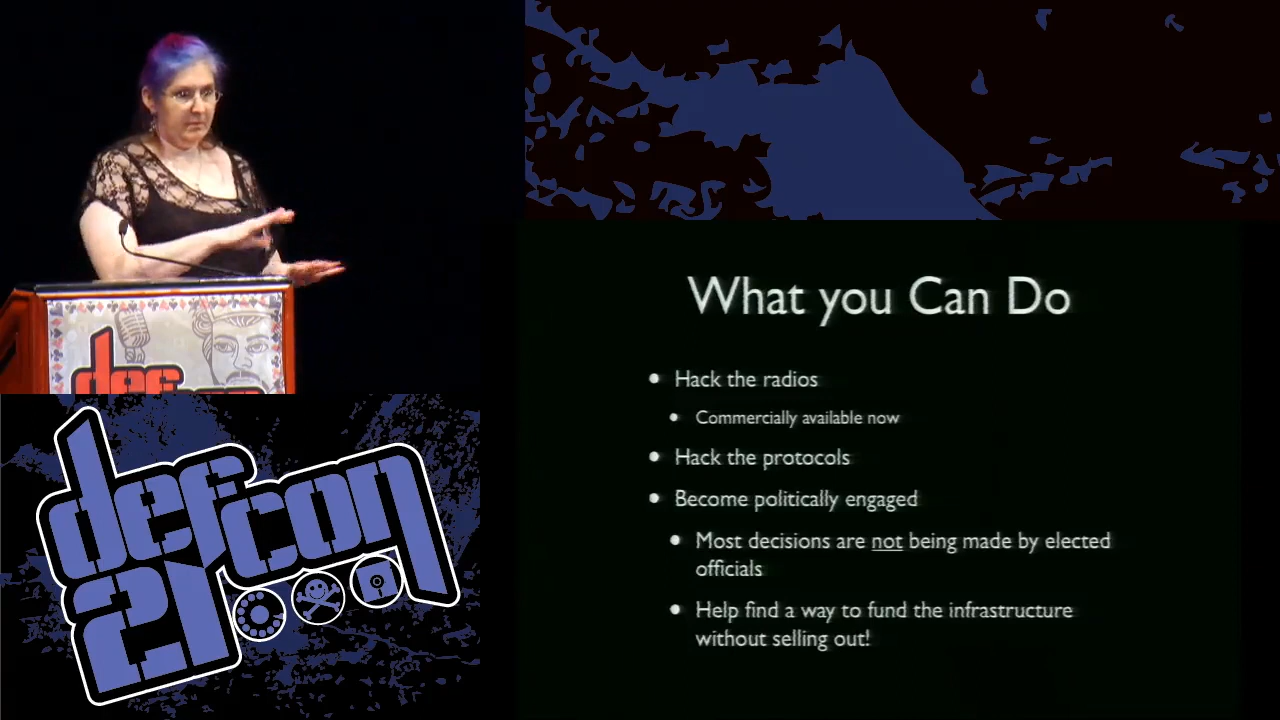 What you Can Do
Hack the radios
Commercially available now
Hack the protocols
Become politically engaged
Most decisions are not being made by elected
officials
Help find a way to fund the infrastructure
without selling out!
def
defcon
21